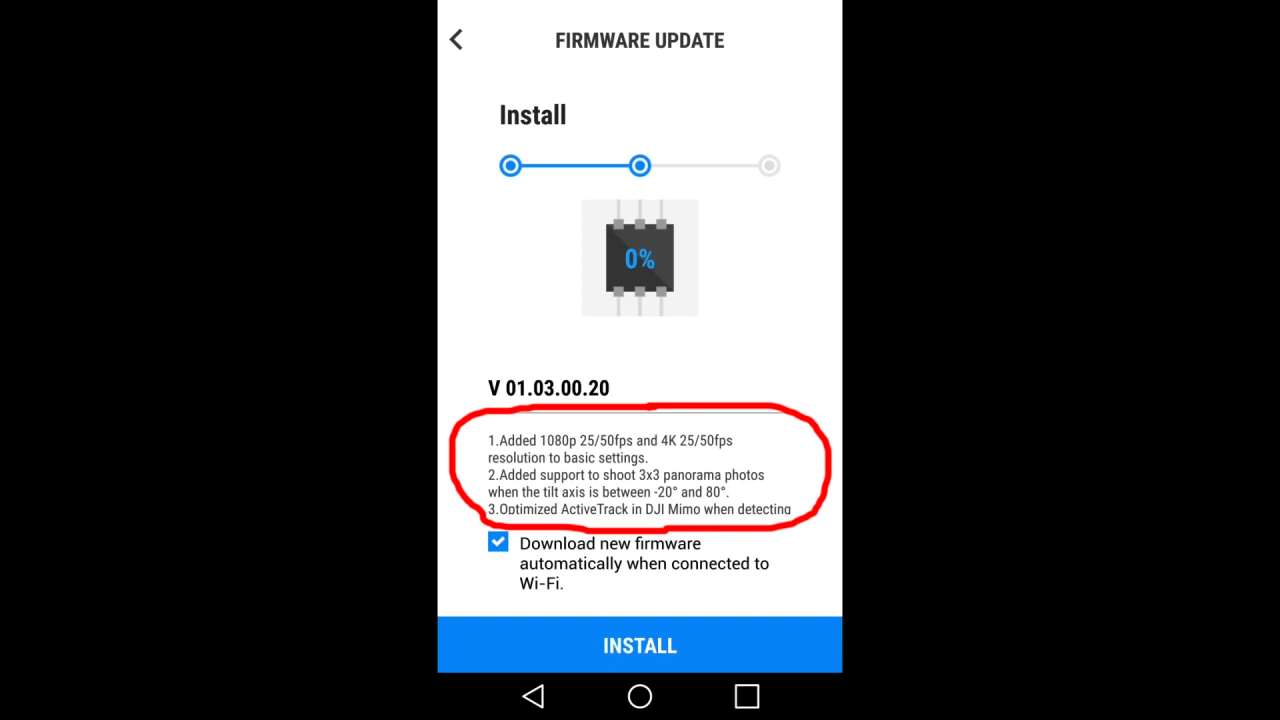 FIRMWARE UPDATE
Install
0%
V 01.03.00.20
1.Added 1080p 25/50fps and 4K 25/50fps
resolution to basic settings.
2.Added support to shoot 3x3 panorama photos
when the tilt axis is between -20° and 80°.
3.Optimized ActiveTrack in DJI Mimo when detecting
Download new firmware
automatically when connected to
Wi-Fi.
INSTALL